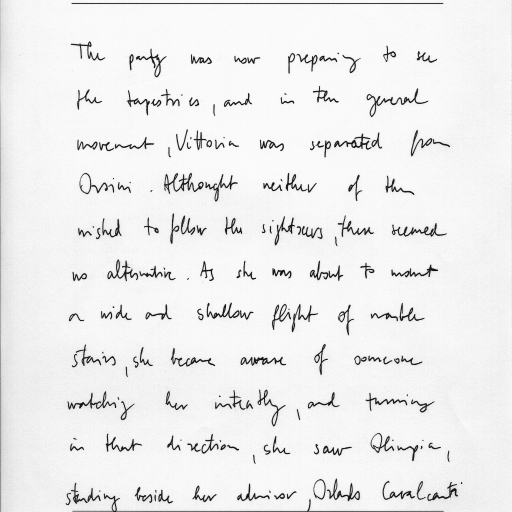 The party was now preparing to see
the tapestries, and in the general
movement, Vittoria was separated from
Orsini. Althought neither of them
wished to follow the sightseers, there seemed
no alternative. As she was about to mount
a wide and shallow flight of marble
stairs, she became aware of someone
watching her intently, and turning
in that direction, she saw Olimpia,
standing beside her admiror, Orlando Cavalcanti